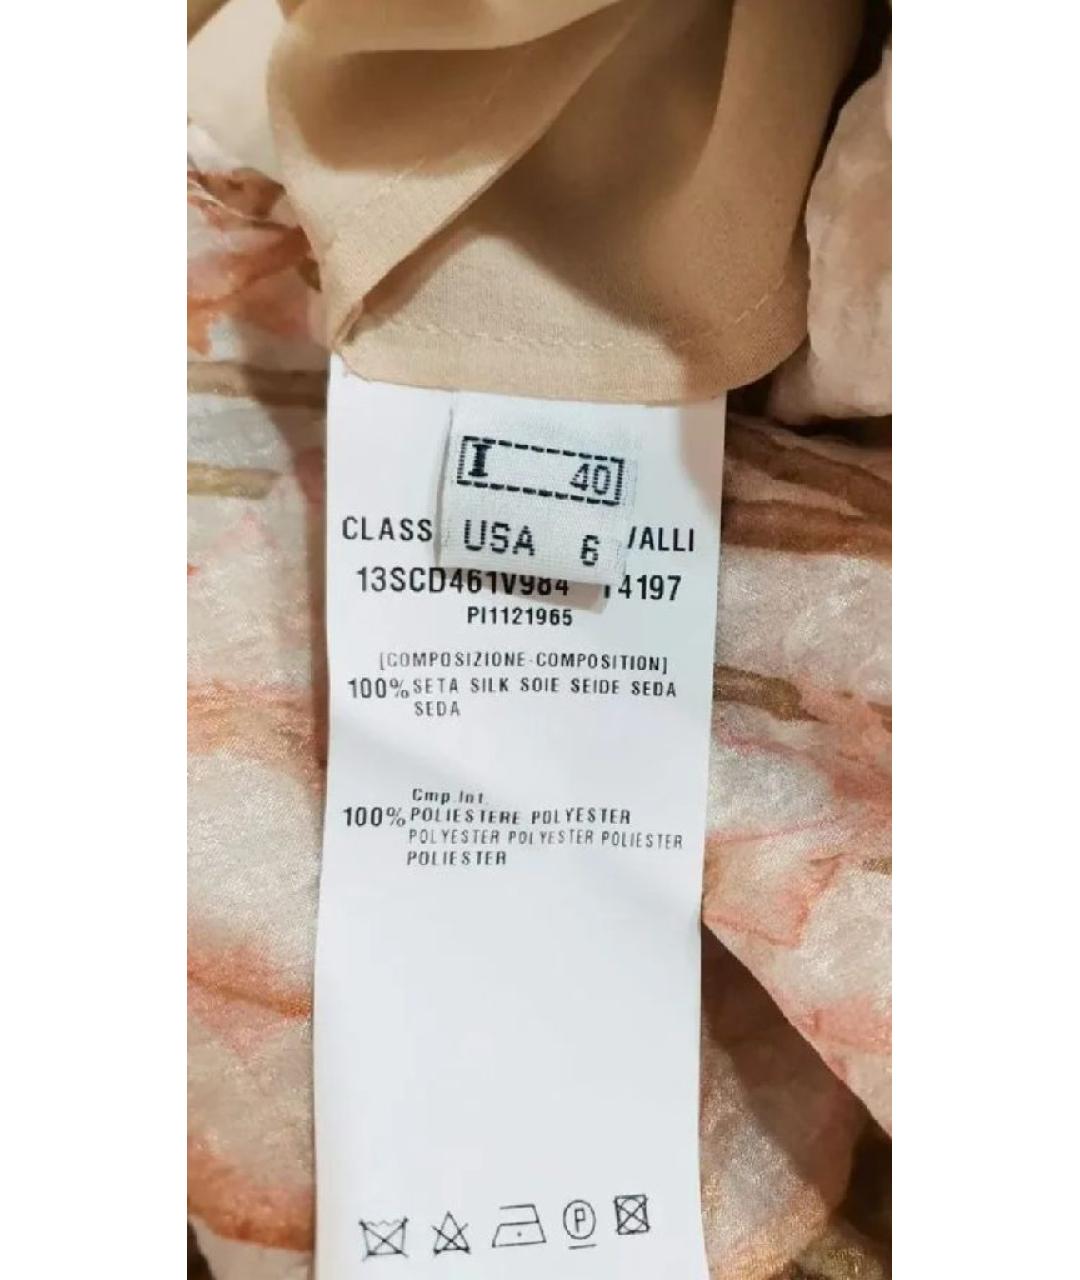 I 40
USA 6
CLASS VALLI
13SCD461V984 14197
PI1121965
[COMPOSIZIONE-COMPOSITION]
100% SETA SILK SOIE SEIDE SEDA
SEDA
Cmp.Int.
100% POLIESTERE POLYESTER
POLYESTER POLYESTER POLIESTER
POLIESTER
P